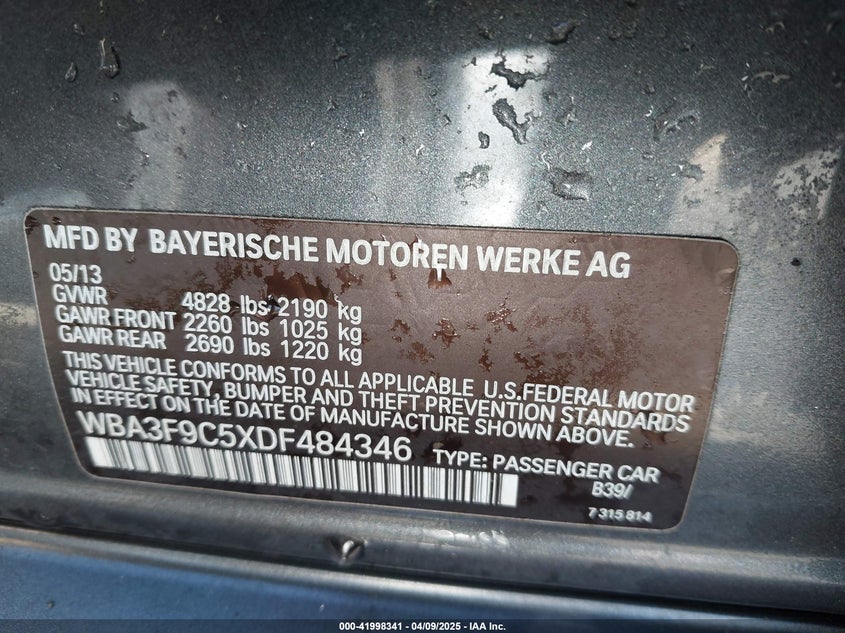 MFD BY BAYERISCHE MOTOREN WERKE AG
05/13
GVWR 4828 lbs 2190 kg
GAWR FRONT 2260 lbs 1025 kg
GAWR REAR 2690 lbs 1220 kg
THIS VEHICLE CONFORMS TO ALL APPLICABLE U.S.FEDERAL MOTOR
VEHICLE SAFETY, BUMPER AND THEFT PREVENTION STANDARDS
IN EFFECT ON THE DATE OF MANUFACTURE SHOWN ABOVE.
WBA3F9C5XDF484346 TYPE: PASSENGER CAR
B39/
7 315 814
000-41998341 | 04/09/2025 - IAA Inc.